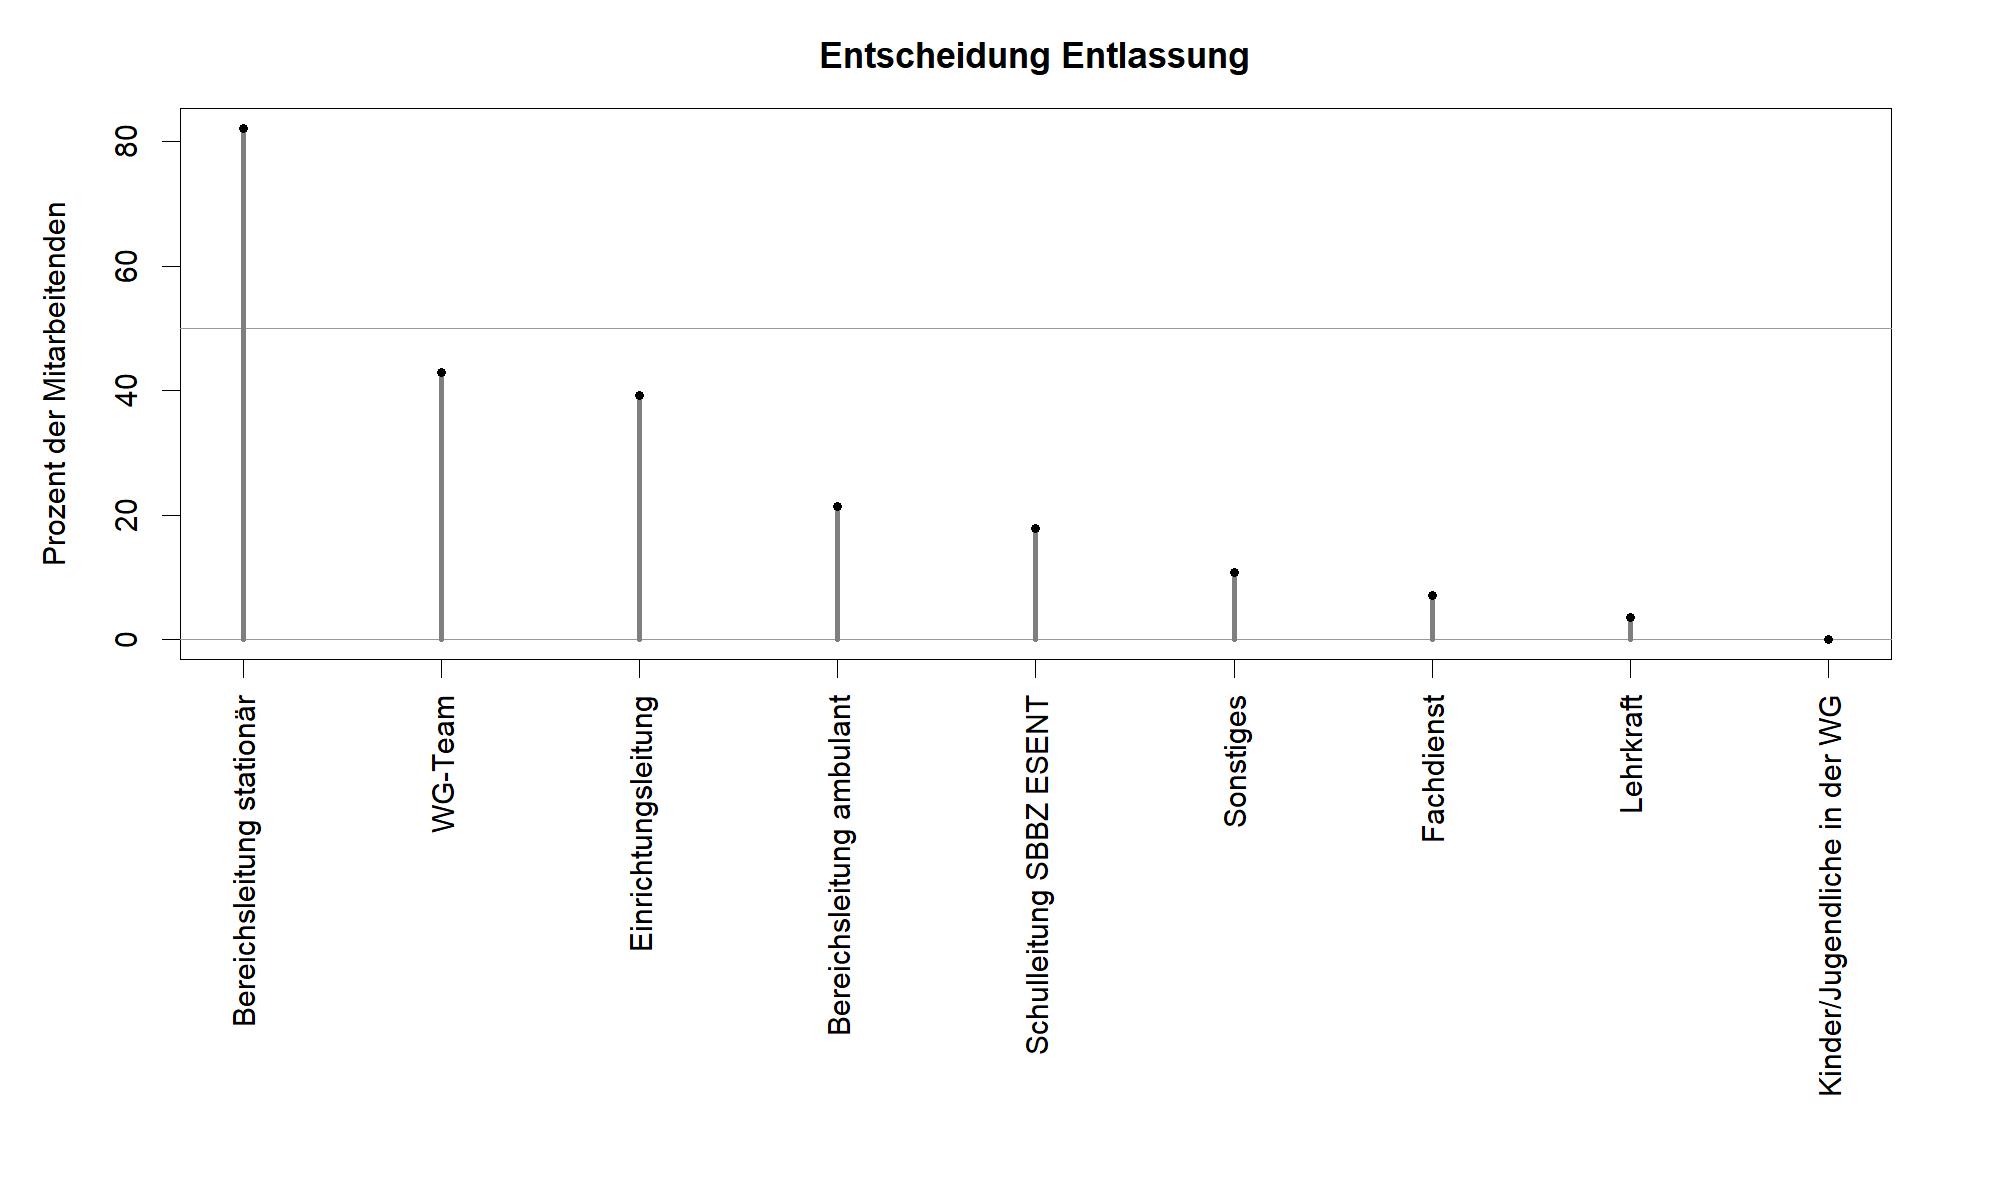 Entscheidung Entlassung
Prozent der Mitarbeitenden
80
60
40
20
0
Bereichsleitung stationär
WG-Team
Einrichtungsleitung
Bereichsleitung ambulant
Schulleitung SBBZ ESENT
Sonstiges
Fachdienst
Lehrkraft
Kinder/Jugendliche in der WG